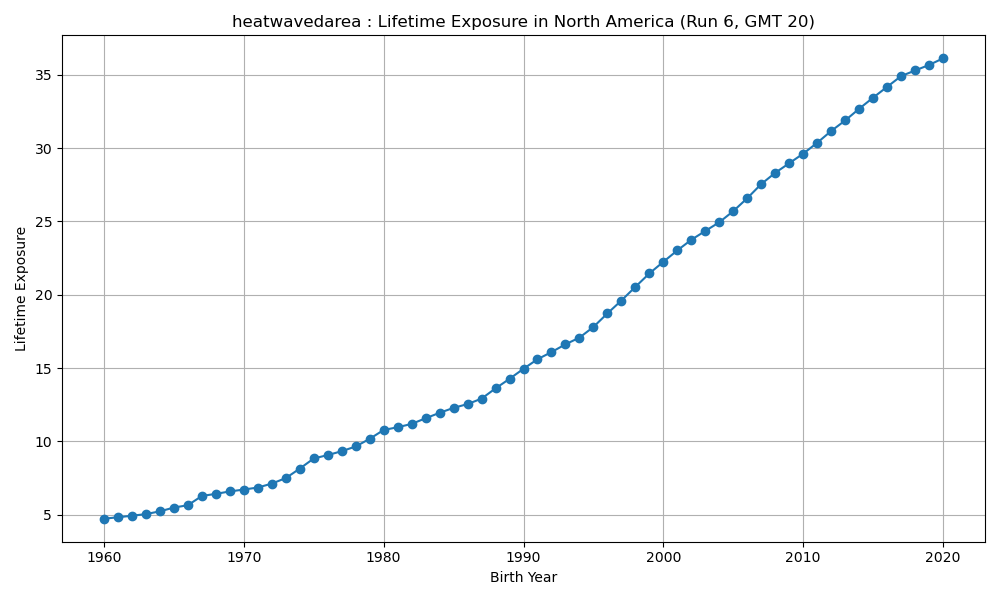 heatwavedarea : Lifetime Exposure in North America (Run 6, GMT 20)
Lifetime Exposure
35
30
25
20
15
10
5
1960 1970 1980 1990 2000 2010 2020
Birth Year